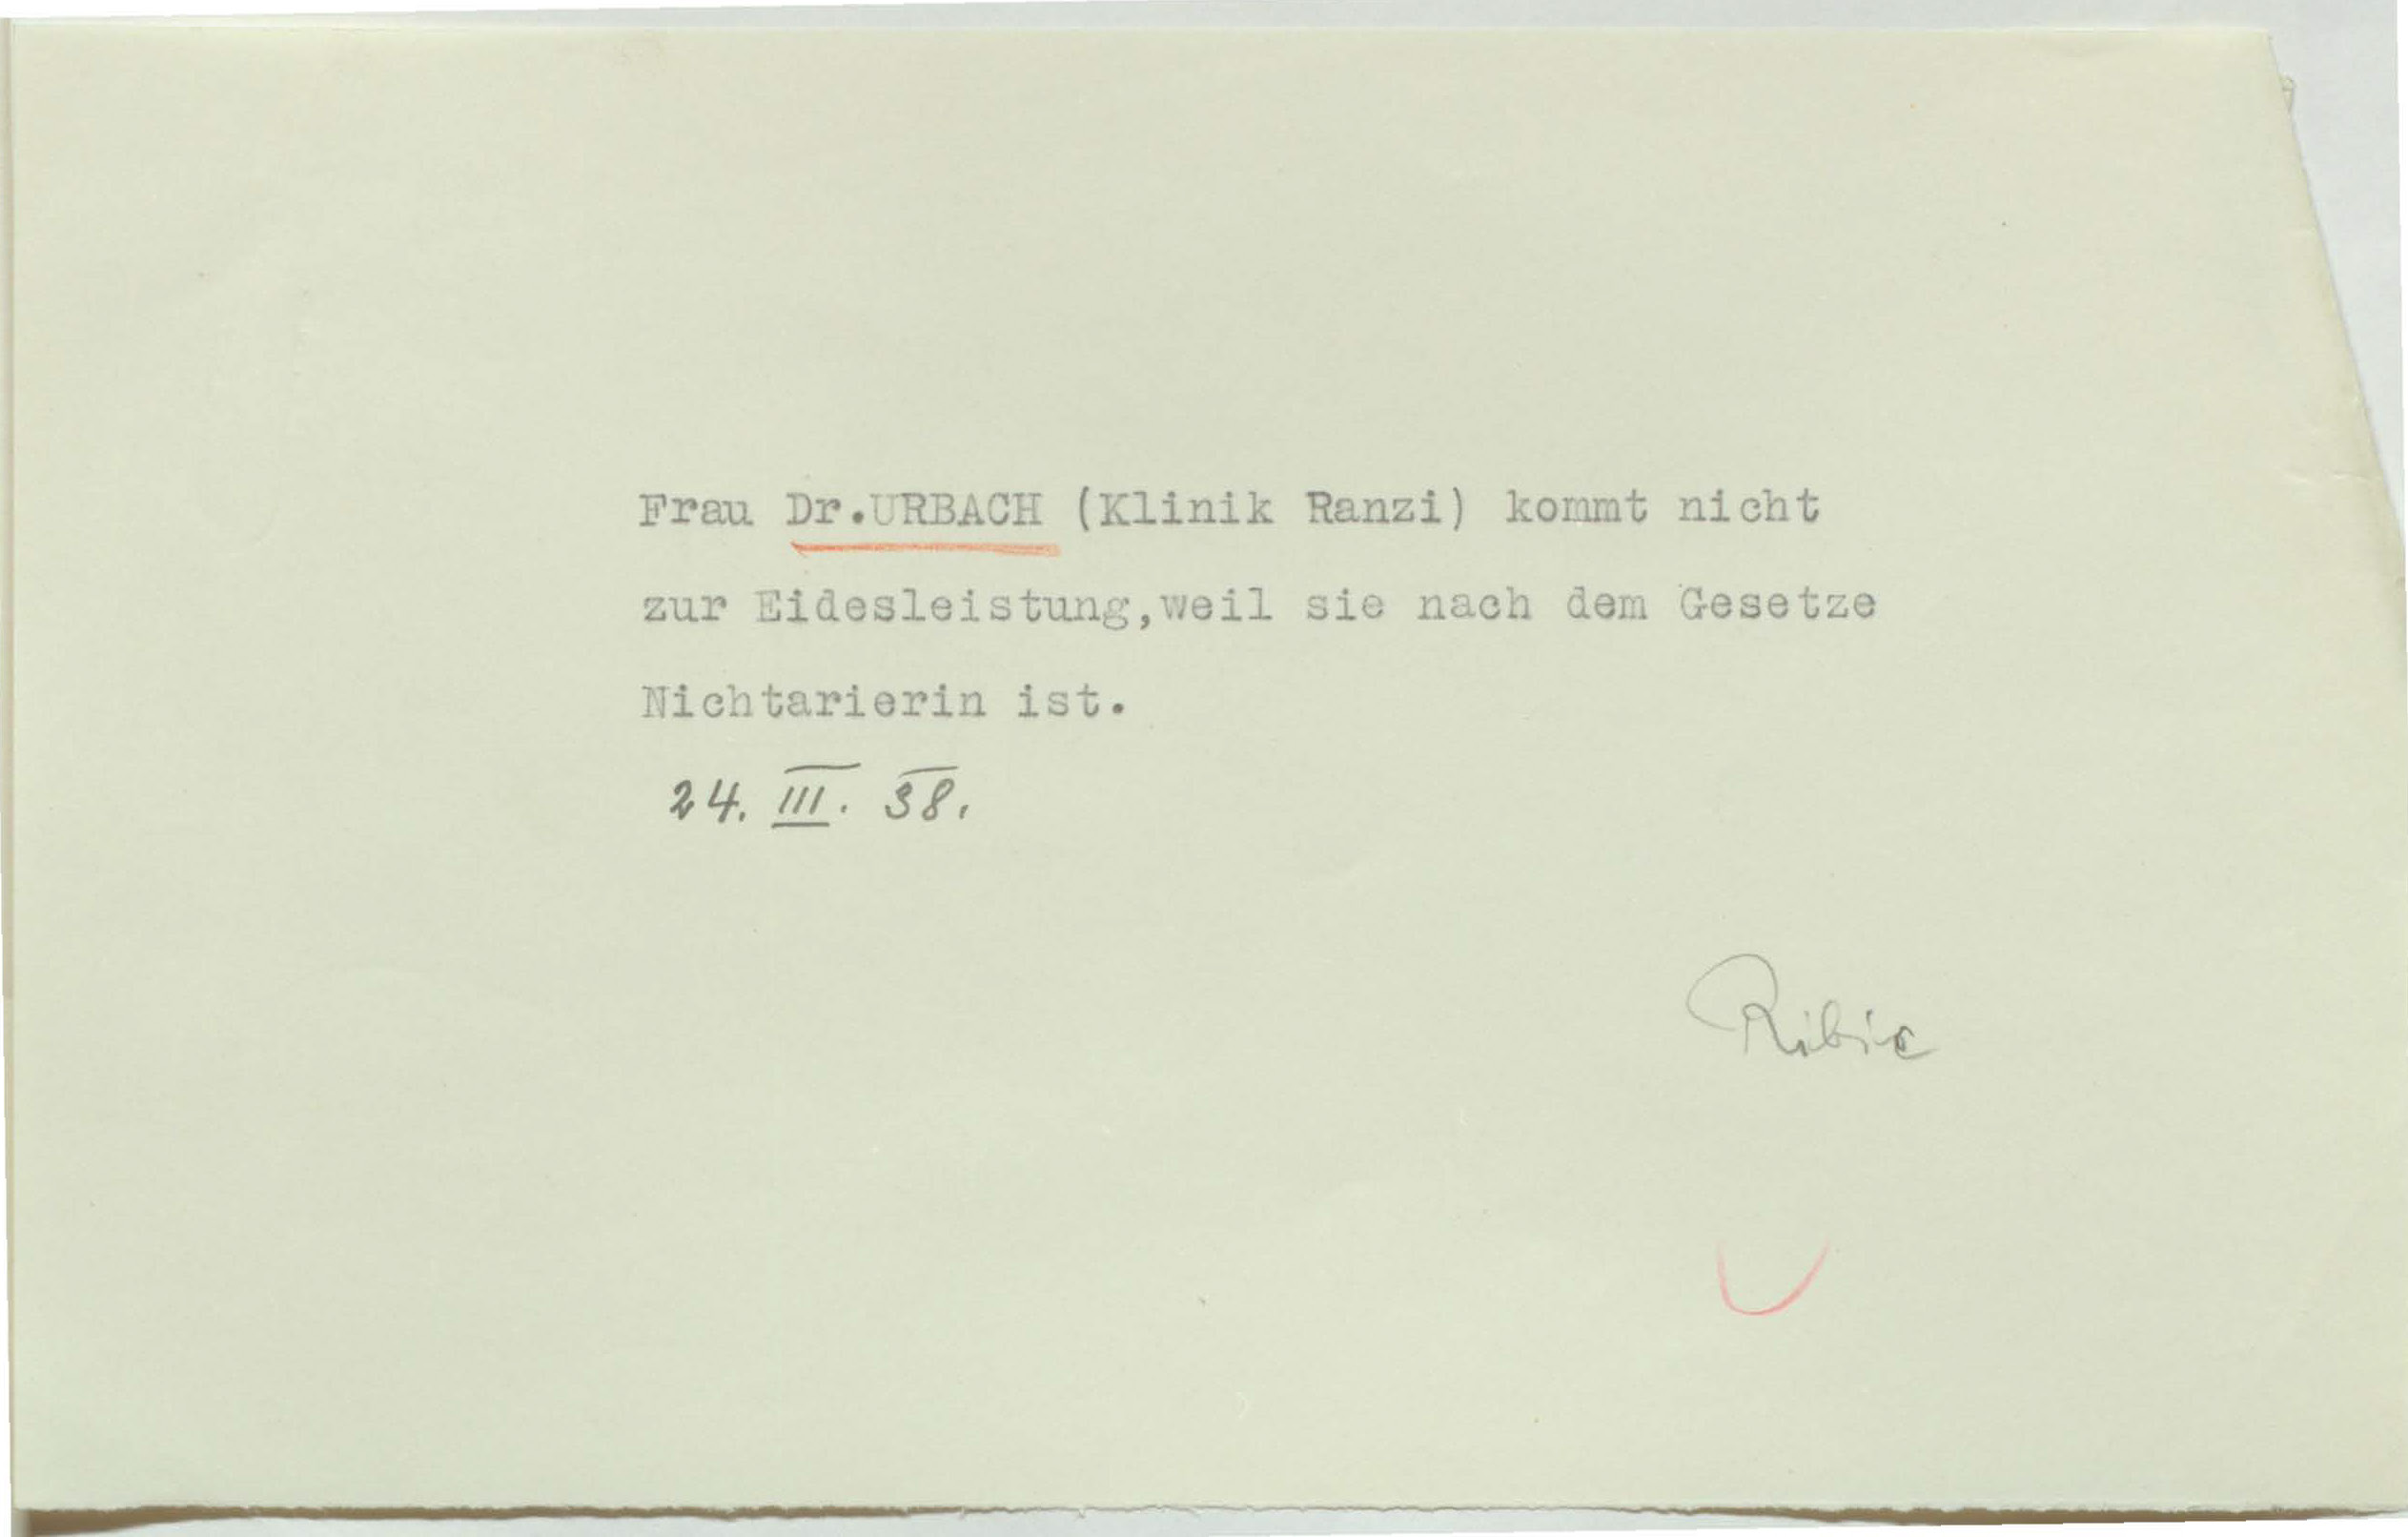 Frau Dr.URBACH (Klinik Ranzi) kommt nicht
zur Eidesleistung,weil sie nach dem Gesetze
Nichtarierin ist.
24. III. 38.
Ribic